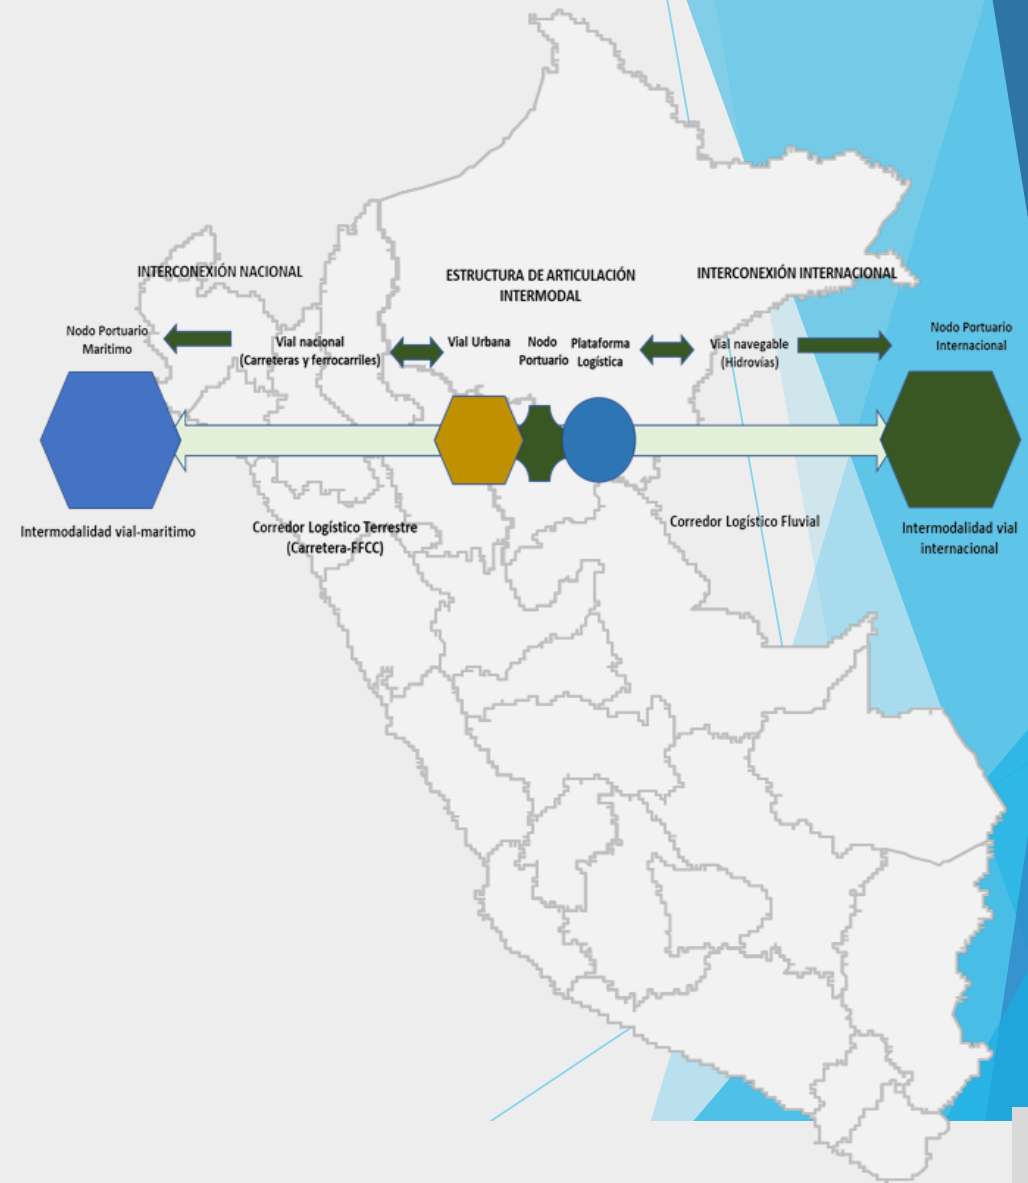 INTERCONEXIÓN NACIONAL
ESTRUCTURA DE ARTICULACIÓN
INTERMODAL
INTERCONEXIÓN INTERNACIONAL
Nodo Portuario
Maritimo
Vial nacional
(Carreteras y ferrocarriles)
Vial Urbana
Nodo
Portuario
Plataforma
Logística
Vial navegable
(Hidrovías)
Nodo Portuario
Internacional
Intermodalidad vial-maritimo
Corredor Logístico Terrestre
(Carretera-FFCC)
Corredor Logístico Fluvial
Intermodalidad vial
internacional